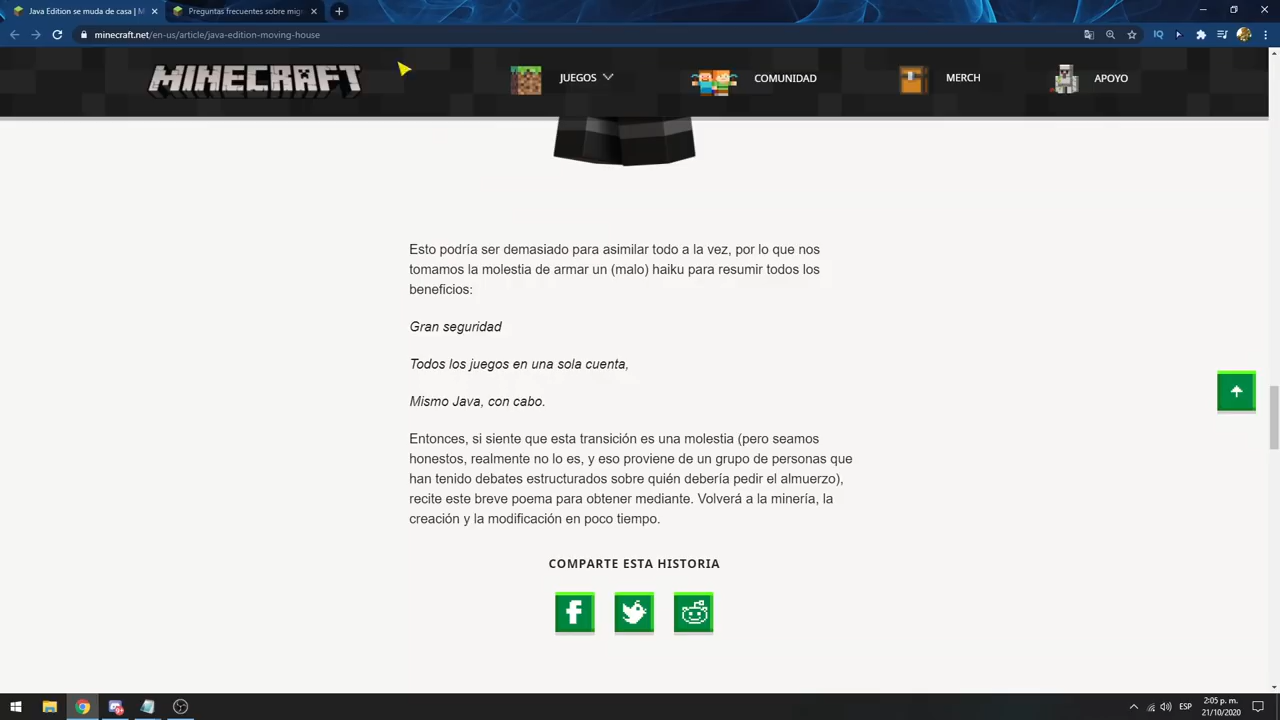 Java Edition se muda de casa | M
Preguntas frecuentes sobre mig
minecraft.net/en-us/article/java-edition-moving-house
MINECRAFT
JUEGOS
COMUNIDAD
MERCH
APOYO
Esto podría ser demasiado para asimilar todo a la vez, por lo que nos
tomamos la molestia de armar un (malo) haiku para resumir todos los
beneficios:
Gran seguridad
Todos los juegos en una sola cuenta,
Mismo Java, con cabo.
Entonces, si siente que esta transición es una molestia (pero seamos
honestos, realmente no lo es, y eso proviene de un grupo de personas que
han tenido debates estructurados sobre quién debería pedir el almuerzo),
recite este breve poema para obtener mediante. Volverá a la minería, la
creación y la modificación en poco tiempo.
COMPARTE ESTA HISTORIA
ESP
2:05 p. m.
21/10/2020